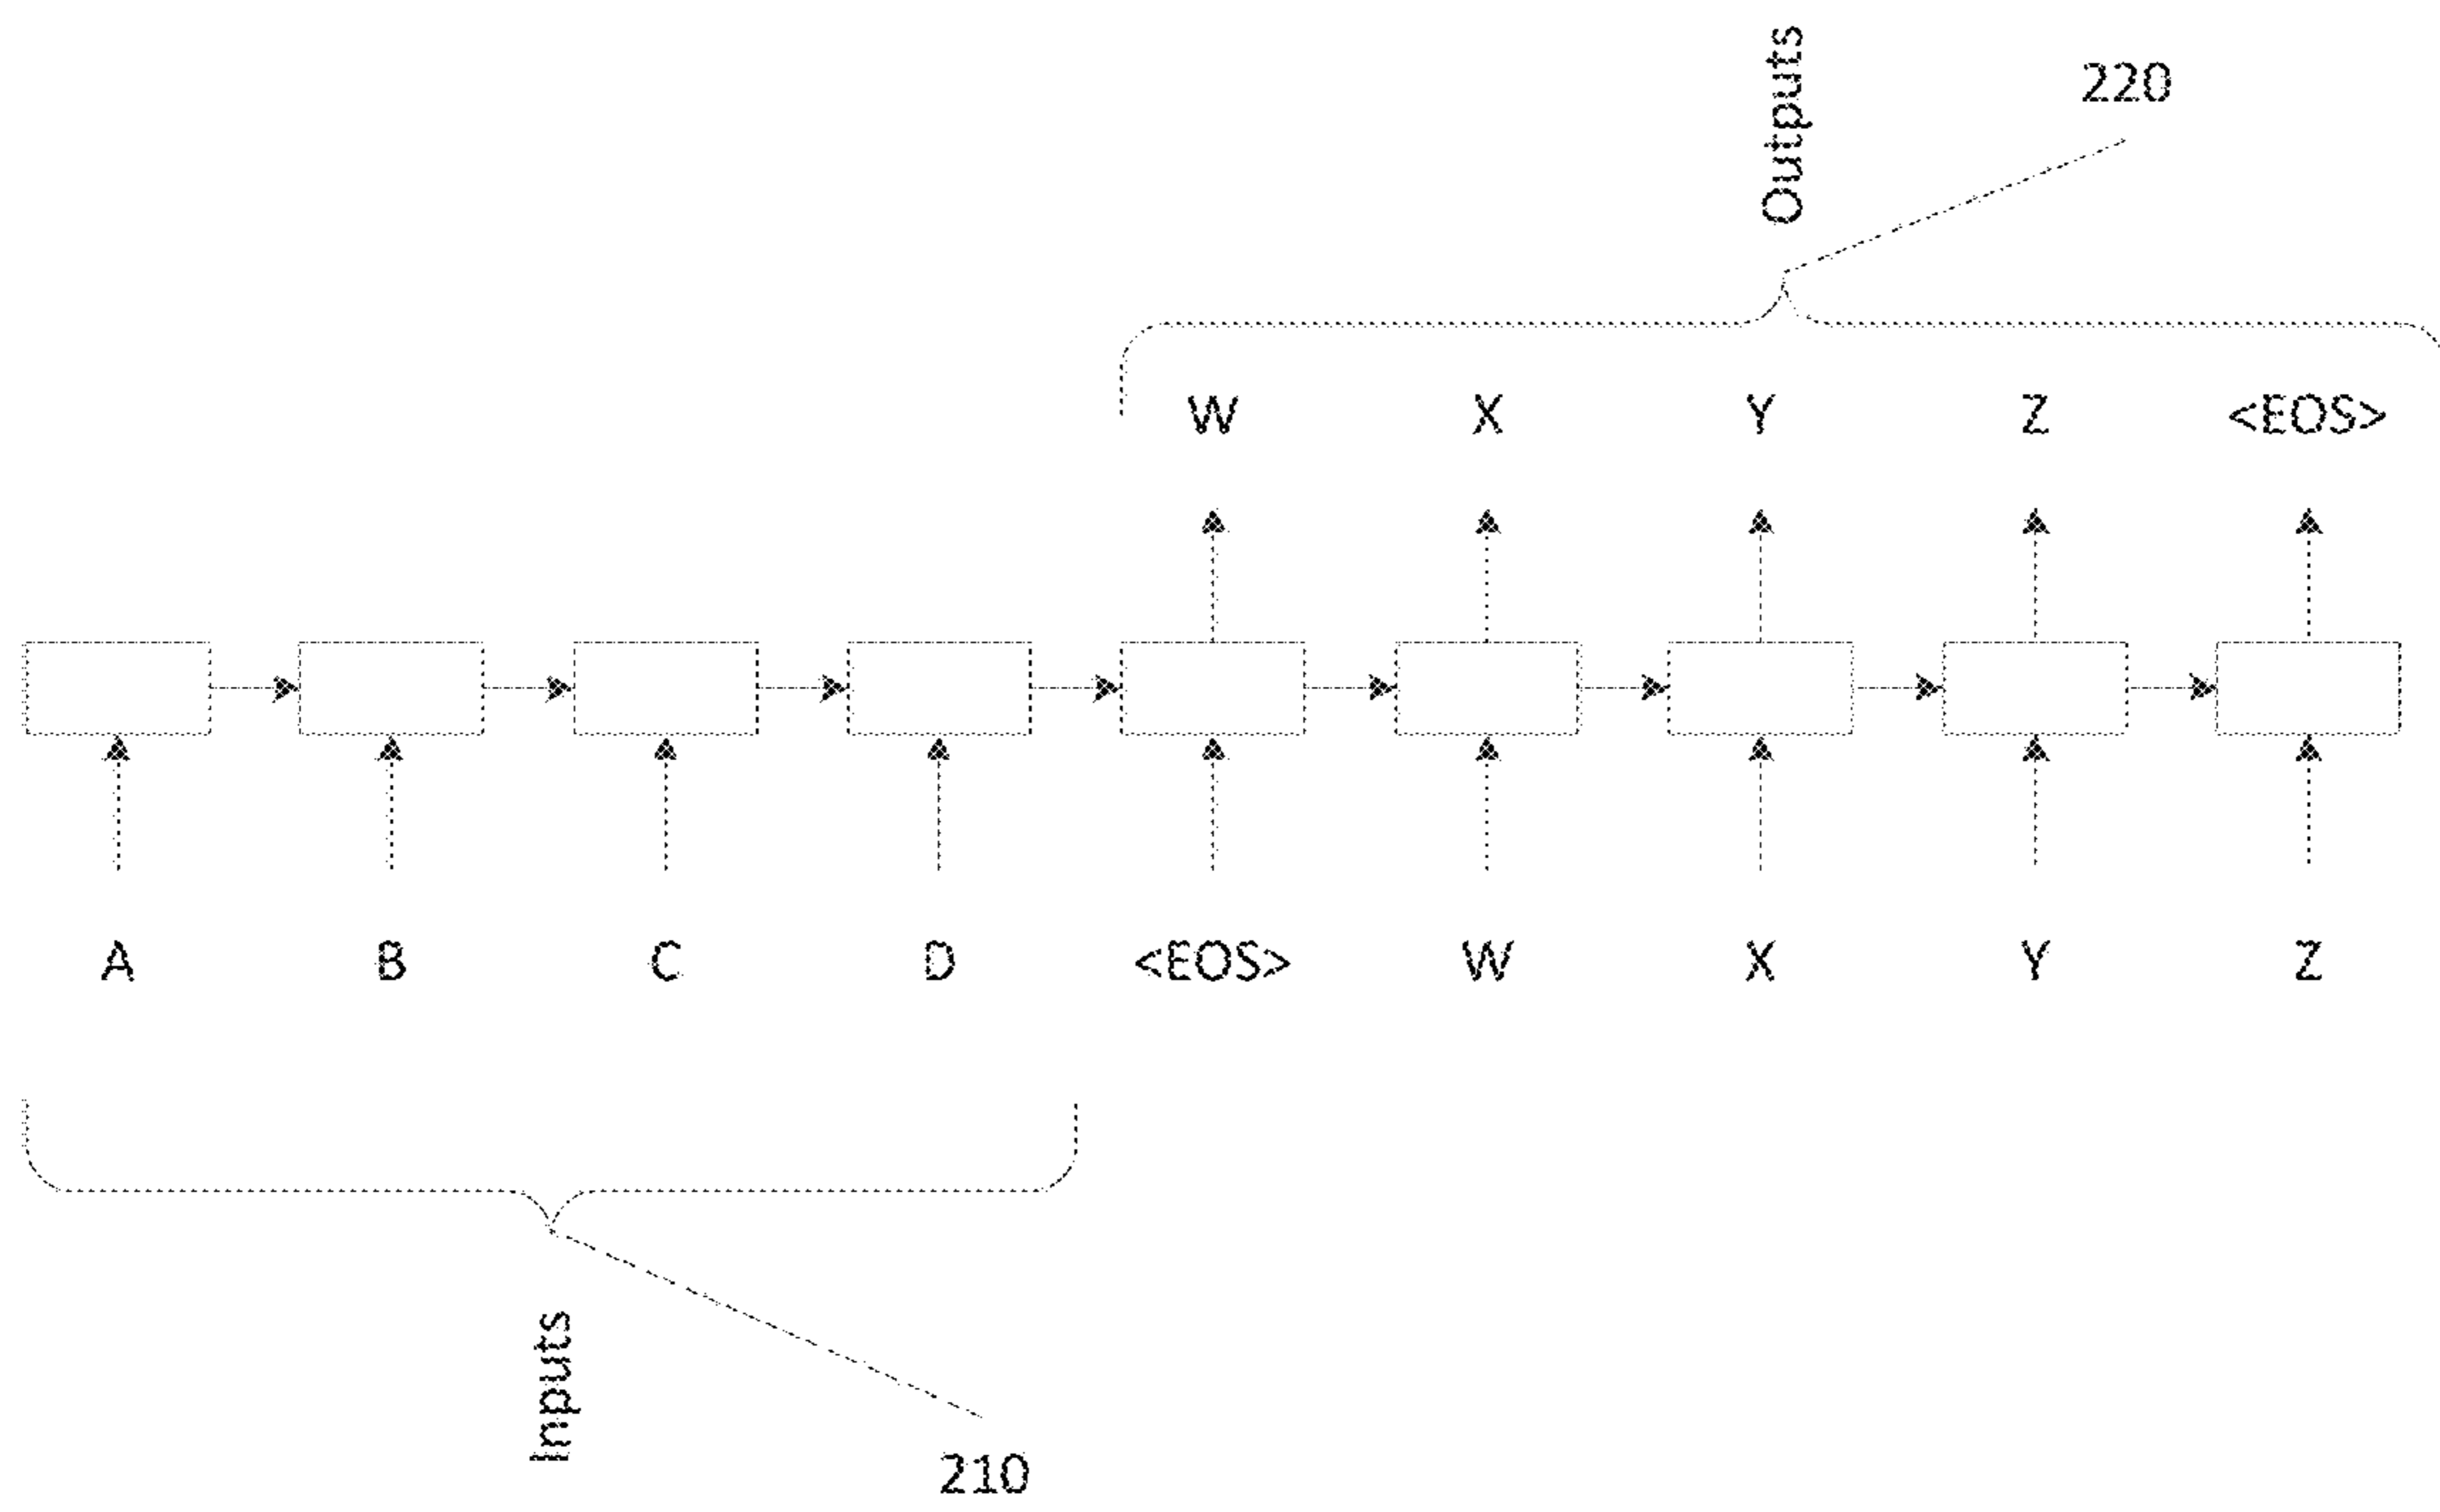 Outputs
220
W X Y Z <EOS>
A B C D <EOS> W X Y Z
Inputs
210